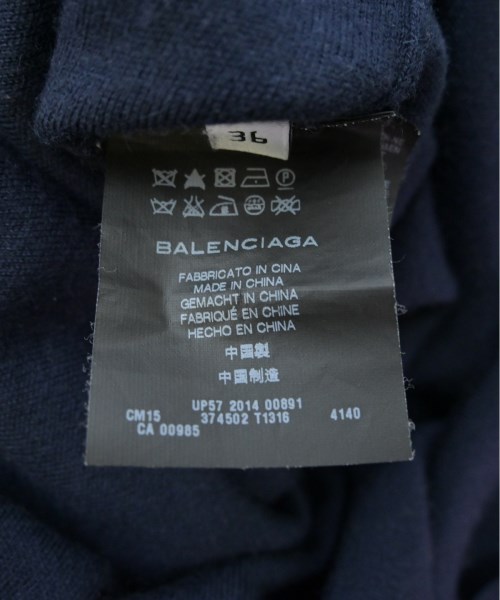 36
P
BALENCIAGA
FABBRICATO IN CINA
MADE IN CHINA
GEMACHT IN CHINA
FABRIQUÉ EN CHINE
HECHO EN CHINA
中国製
中国制造
UP57 2014 00891
CM15 374502 T1316 4140
CA 00985